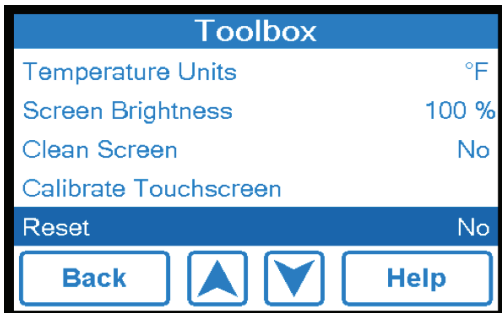 Toolbox
Temperature Units °F
Screen Brightness 100 %
Clean Screen No
Calibrate Touchscreen
Reset No
Back Help